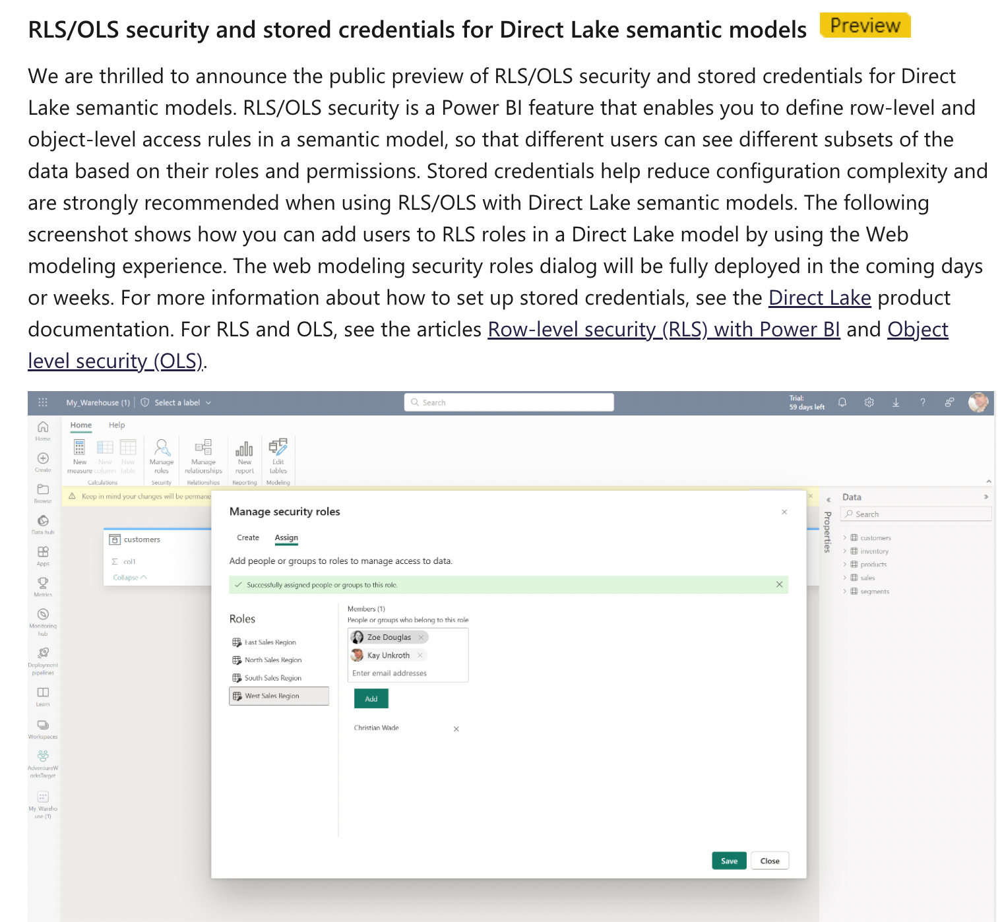 RLS/OLS security and stored credentials for Direct Lake semantic models Preview
We are thrilled to announce the public preview of RLS/OLS security and stored credentials for Direct
Lake semantic models. RLS/OLS security is a Power BI feature that enables you to define row-level and
object-level access rules in a semantic model, so that different users can see different subsets of the
data based on their roles and permissions. Stored credentials help reduce configuration complexity and
are strongly recommended when using RLS/OLS with Direct Lake semantic models. The following
screenshot shows how you can add users to RLS roles in a Direct Lake model by using the Web
modeling experience. The web modeling security roles dialog will be fully deployed in the coming days
or weeks. For more information about how to set up stored credentials, see the Direct Lake product
documentation. For RLS and OLS, see the articles Row-level security (RLS) with Power BI and Object
level security (OLS).
My_Warehouse (1) Select a label
Search
Trial:
59 days left
Home Help
New
measure
New
column
New
table
Calculations
Manage
roles
Security
Manage
relationships
Relationships
New
report
Reporting
Edit
tables
Modeling
Home
Create
Browse
Data hub
Apps
Metrics
Monitoring
hub
Deployment
pipelines
Learn
Workspaces
AdventureW
orksTarget
My Wareho
use (1)
Keep in mind your changes will be permane
customers
col1
Collapse
Manage security roles
Create Assign
Add people or groups to roles to manage access to data.
Successfully assigned people or groups to this role.
Roles
East Sales Region
North Sales Region
South Sales Region
West Sales Region
Members (1)
People or groups who belong to this role
Zoe Douglas
Kay Unkroth
Enter email addresses
Add
Christian Wade
Save Close
Properties
Data
Search
customers
inventory
products
sales
segments